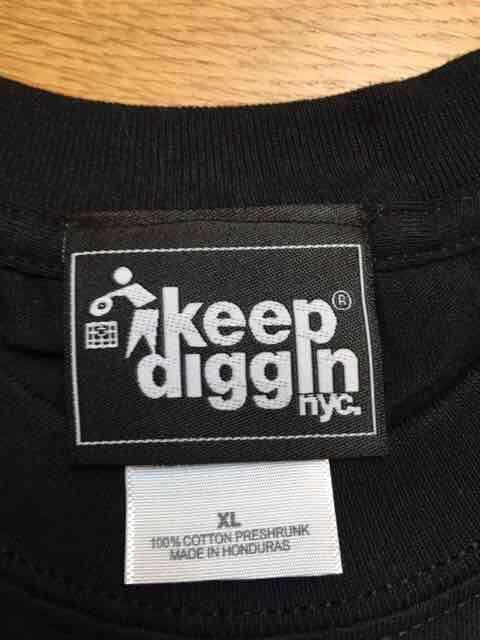 keep®
diggin
nyc.
XL
100% COTTON PRESHRUNK
MADE IN HONDURAS